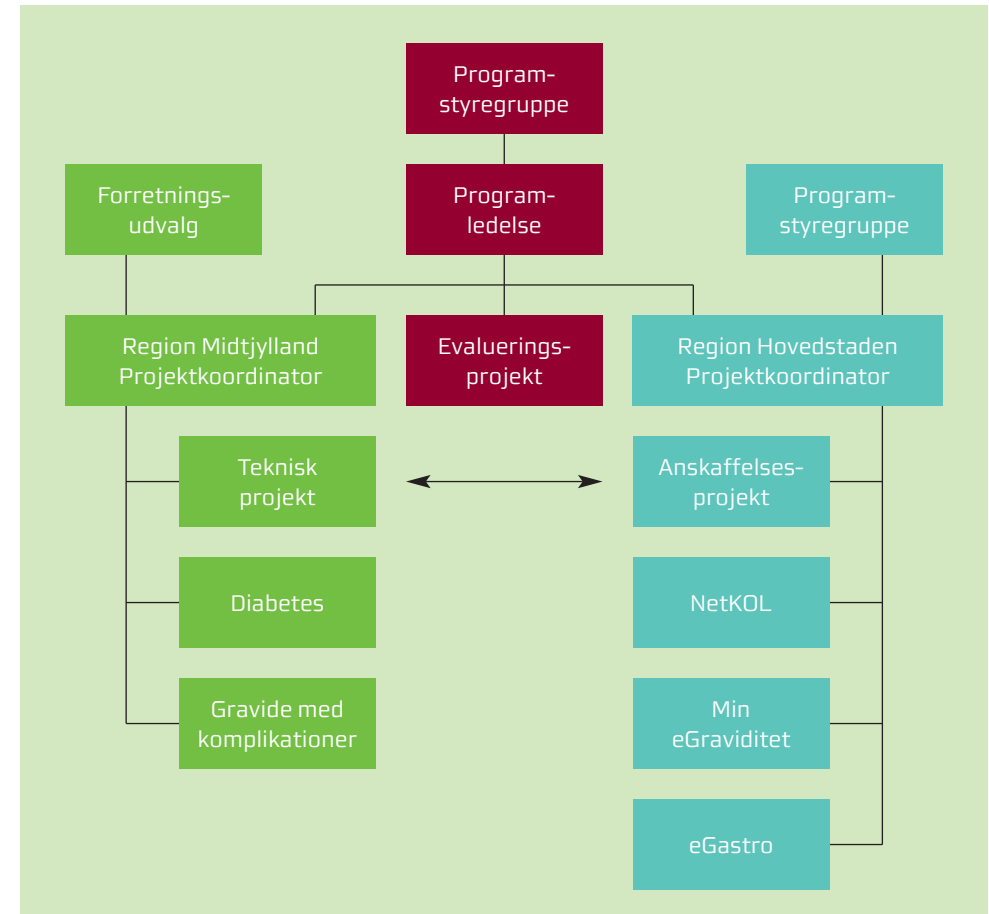 Program-
styregruppe
Forretnings-
udvalg
Program-
ledelse
Program-
styregruppe
Region Midtjylland
Projektkoordinator
Evaluerings-
projekt
Region Hovedstaden
Projektkoordinator
Teknisk
projekt
Anskaffelses-
projekt
Diabetes
NetKOL
Gravide med
komplikationer
Min
eGraviditet
eGastro